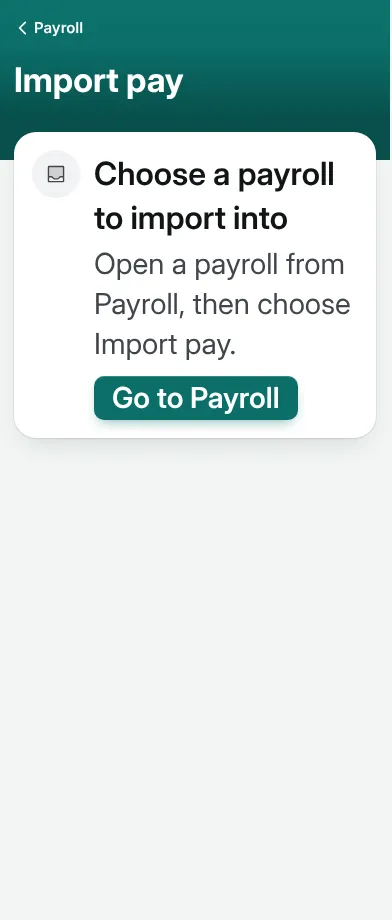 Payroll
Import pay
Choose a payroll
to import into
Open a payroll from
Payroll, then choose
Import pay.
Go to Payroll